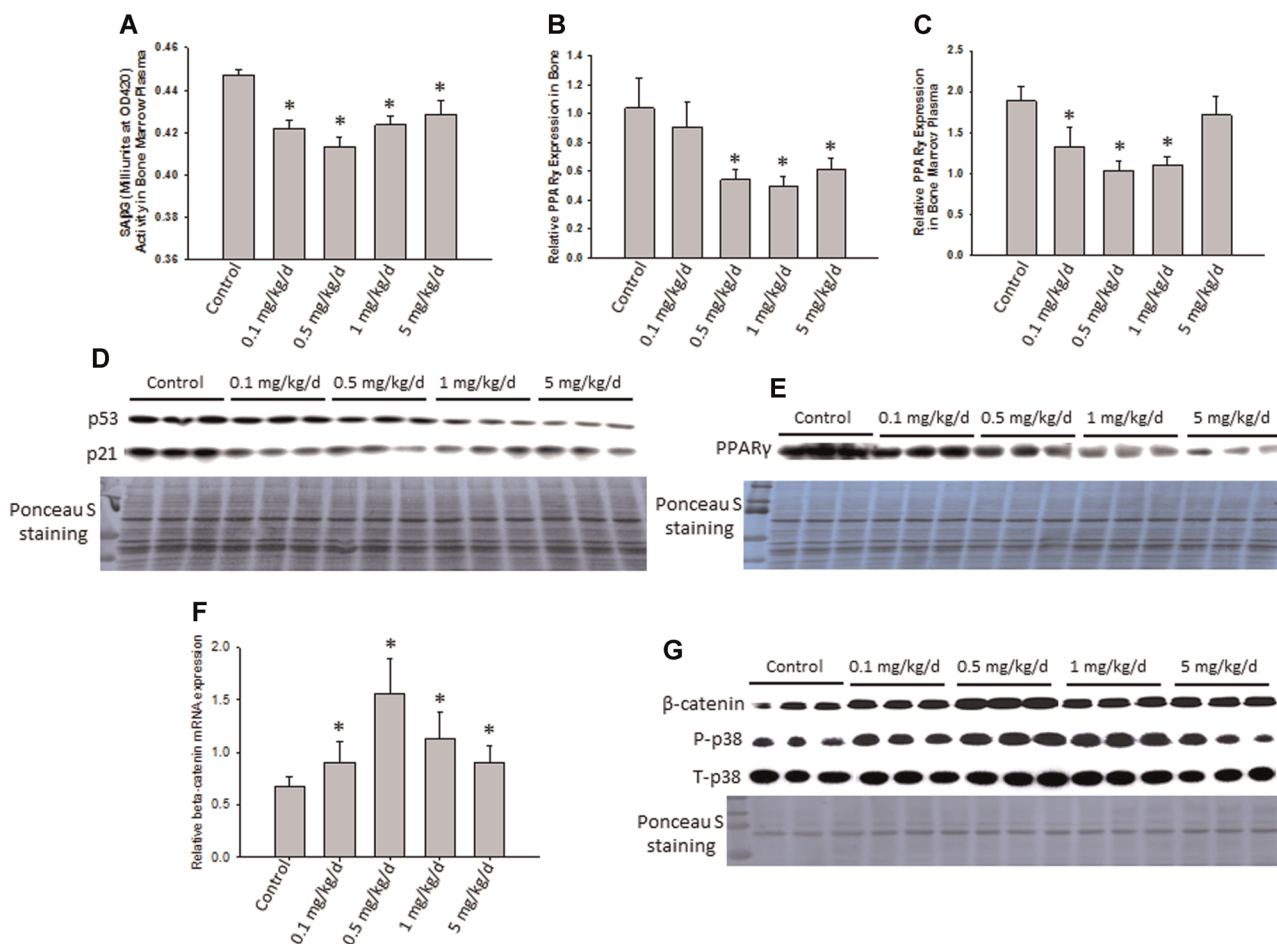 A
SAβG (Miliunits at OD420)
Activity in Bone Marrow Plasma
0.46
0.44
0.42
0.40
0.38
0.36
*
*
*
*
Control
0.1 mg/kg/d
0.5 mg/kg/d
1 mg/kg/d
5 mg/kg/d
B
Relative PPARγ Expression in Bone
1.4
1.2
1.0
0.8
0.6
0.4
0.2
0.0
*
*
*
Control
0.1 mg/kg/d
0.5 mg/kg/d
1 mg/kg/d
5 mg/kg/d
C
Relative PPARγ Expression
in Bone Marrow Plasma
2.5
2.0
1.5
1.0
0.5
0.0
*
*
*
Control
0.1 mg/kg/d
0.5 mg/kg/d
1 mg/kg/d
5 mg/kg/d
D
Control 0.1 mg/kg/d 0.5 mg/kg/d 1 mg/kg/d 5 mg/kg/d
p53
p21
Ponceau S
staining
E
Control 0.1 mg/kg/d 0.5 mg/kg/d 1 mg/kg/d 5 mg/kg/d
PPARγ
Ponceau S
staining
F
Relative beta-catenin mRNA expression
2.0
1.5
1.0
0.5
0.0
*
*
*
*
Control
0.1 mg/kg/d
0.5 mg/kg/d
1 mg/kg/d
5 mg/kg/d
G
Control 0.1 mg/kg/d 0.5 mg/kg/d 1 mg/kg/d 5 mg/kg/d
β-catenin
P-p38
T-p38
Ponceau S
staining